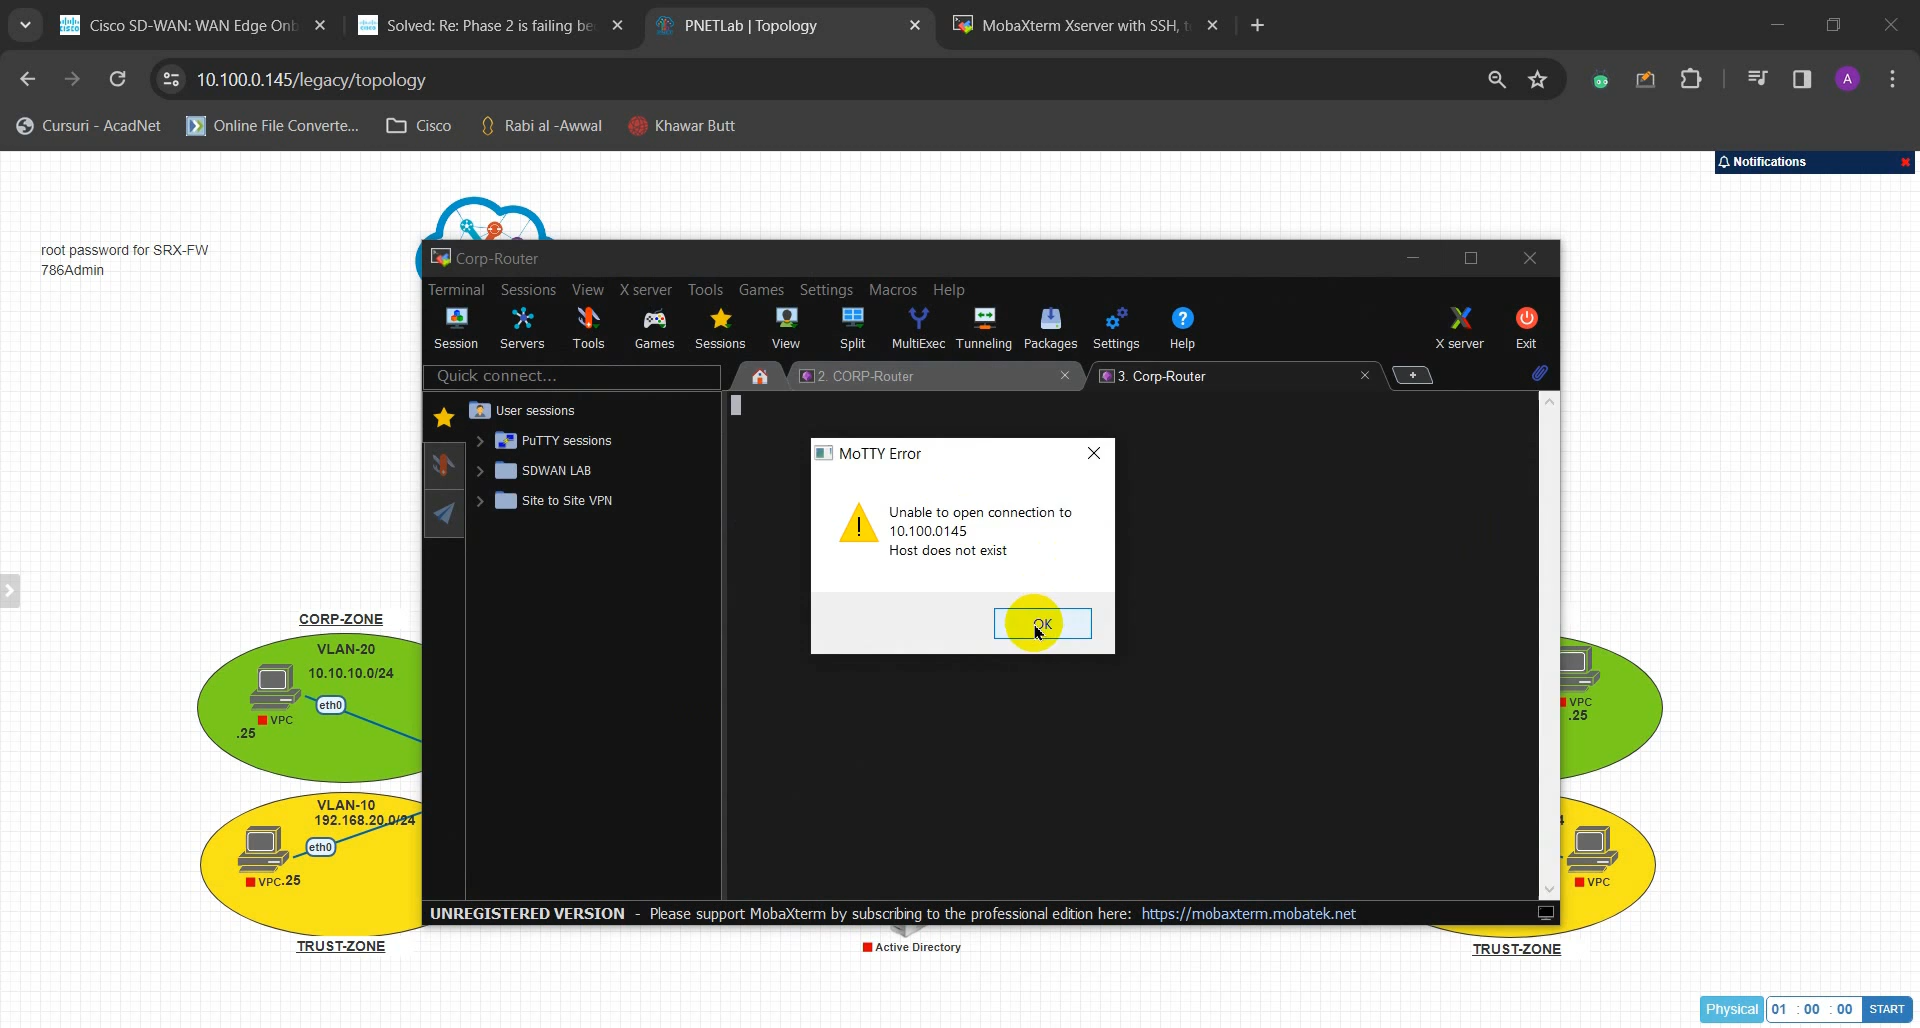 Cisco SD-WAN: WAN Edge Onb
Solved: Re: Phase 2 is failing be
PNETLab | Topology
MobaXterm Xserver with SSH, t
10.100.0.145/legacy/topology
A
Cursuri - AcadNet
Online File Converte...
Cisco
Rabi al -Awwal
Khawar Butt
Notifications
root password for SRX-FW
786Admin
Corp-Router
Terminal Sessions View X server Tools Games Settings Macros Help
Session Servers Tools Games Sessions View Split MultiExec Tunneling Packages Settings Help X server Exit
Quick connect...
2. CORP-Router
3. Corp-Router
User sessions
PuTTY sessions
SDWAN LAB
Site to Site VPN
MoTTY Error
Unable to open connection to
10.100.0145
Host does not exist
OK
CORP-ZONE
VLAN-20
10.10.10.0/24
eth0
VPC
.25
VPC
.25
VLAN-10
192.168.20.0/24
eth0
VPC
.25
VPC
TRUST-ZONE
TRUST-ZONE
UNREGISTERED VERSION - Please support MobaXterm by subscribing to the professional edition here: https://mobaxterm.mobatek.net
Active Directory
Physical 01 : 00 : 00 START